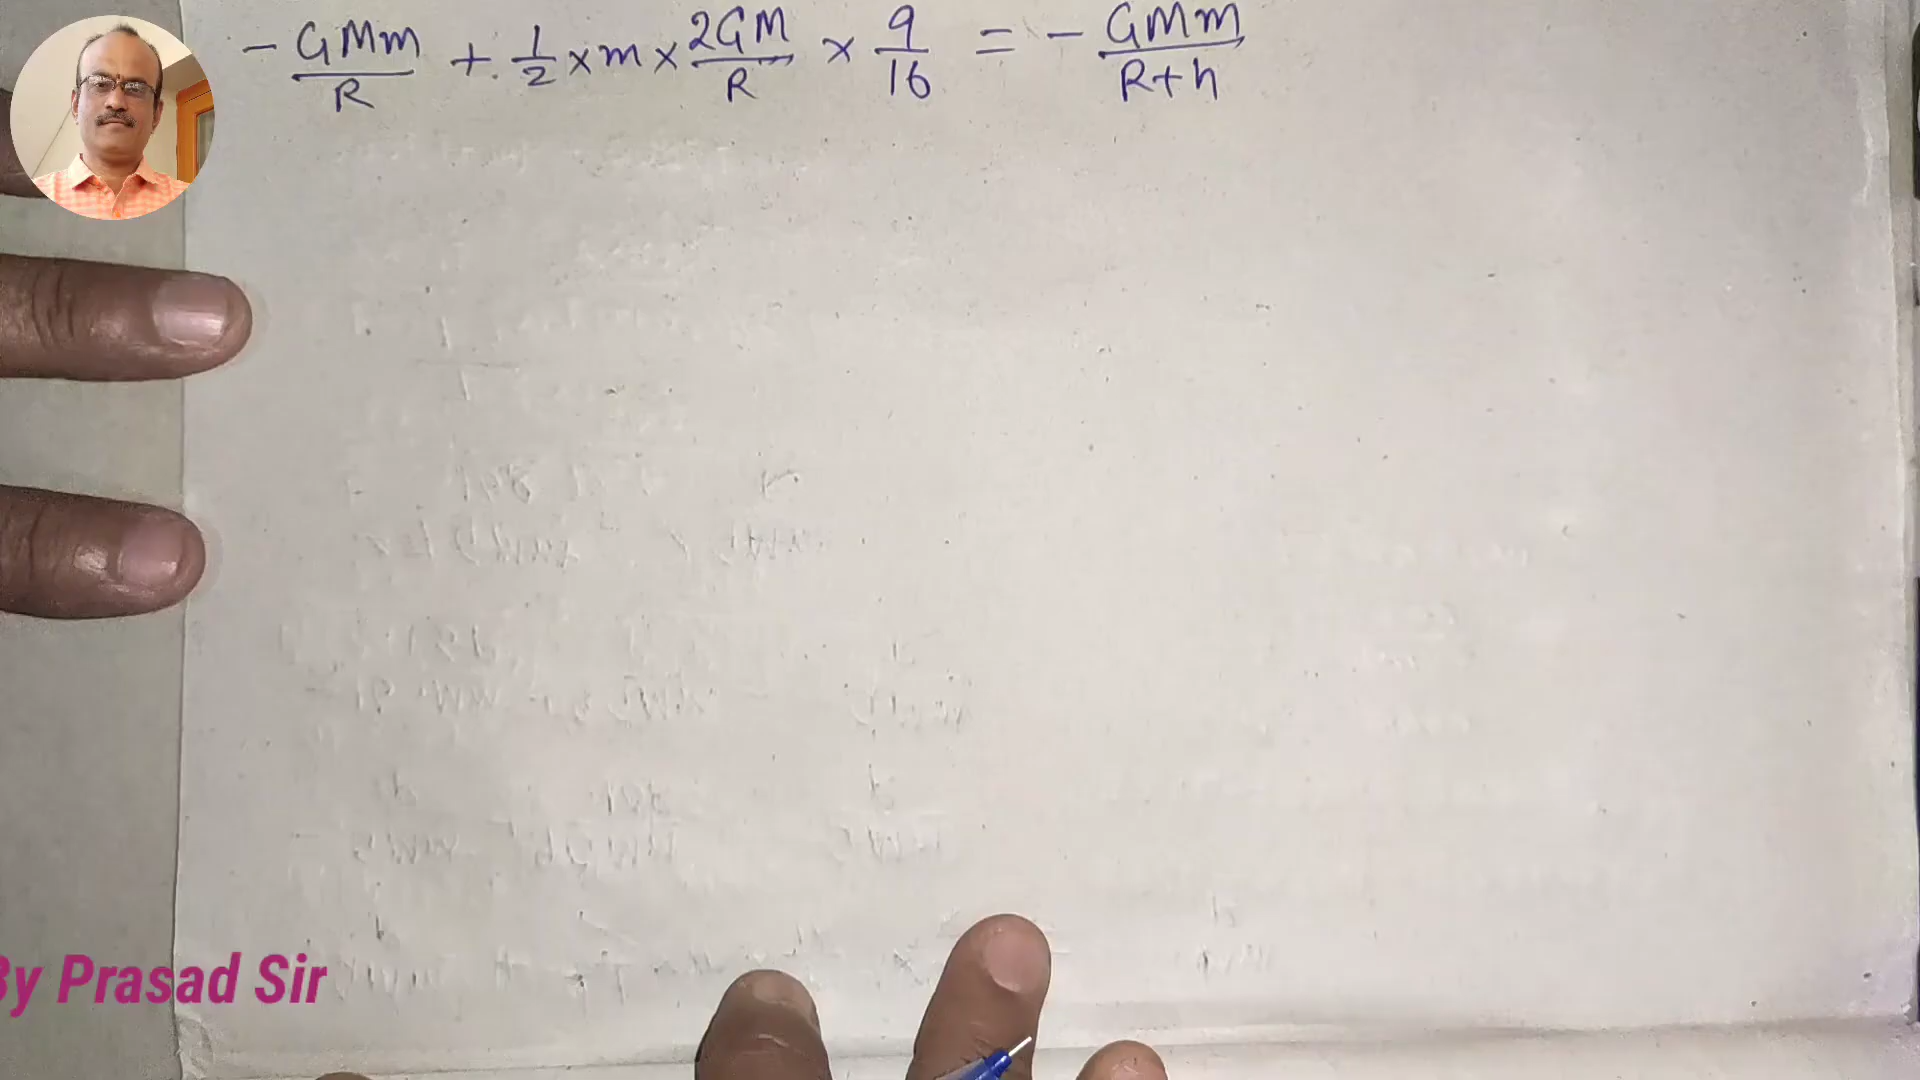 - GMm/R + 1/2 × m × 2GM/R × 9/16 = - GMm/R+h
By Prasad Sir